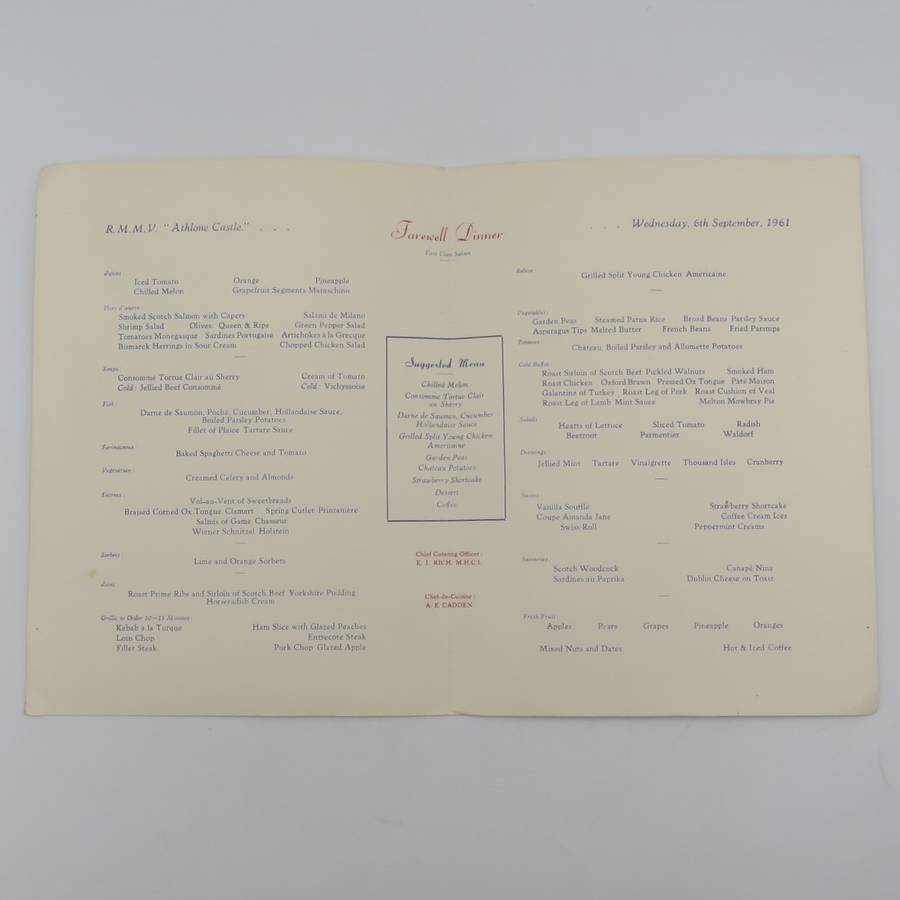 R.M.M.V. "Athlone Castle." . . .
Farewell Dinner
First Class Saloon
. . . Wednesday, 6th September, 1961
Juices :
Iced Tomato Orange Pineapple
Chilled Melon Grapefruit Segments Maraschino
Hors d'œuvre :
Smoked Scotch Salmon with Capers Salami de Milano
Shrimp Salad Olives: Queen & Ripe Green Pepper Salad
Tomatoes Monegasque Sardines Portugaise Artichokes à la Grecque
Bismarck Herrings in Sour Cream Chopped Chicken Salad
Soups :
Consommé Tortue Clair au Sherry Cream of Tomato
Cold: Jellied Beef Consommé Cold: Vichysoise
Fish :
Darne de Saumon, Pôché, Cucumber, Hollandaise Sauce,
Boiled Parsley Potatoes
Fillet of Plaice Tartare Sauce
Farinaceous :
Baked Spaghetti Cheese and Tomato
Vegetarian :
Creamed Celery and Almonds
Entrees :
Vol-au-Vent of Sweetbreads
Braised Corned Ox Tongue Clamart Spring Cutlet Printanière
Salmis of Game Chasseur
Wiener Schnitzel Holstein
Sorbets :
Lime and Orange Sorbets
Joint :
Roast Prime Ribs and Sirloin of Scotch Beef Yorkshire Pudding
Horseradish Cream
Grills, to Order 10—15 Minutes :
Kebab à la Turque Ham Slice with Glazed Peaches
Loin Chop Entrecote Steak
Fillet Steak Pork Chop Glazed Apple
Suggested Menu
Chilled Melon
Consomme Tortue Clair
au Sherry
Darne de Saumon, Cucumber
Hollandaise Sauce
Grilled Split Young Chicken
Americaine
Garden Peas
Chateau Potatoes
Strawberry Shortcake
Dessert
Coffee
Chief Catering Officer :
E. J. RICH, M.H.C.I.
Chef-de-Cuisine :
A. E. CADDEN
Releve :
Grilled Split Young Chicken Americaine
Vegetables :
Garden Peas Steamed Patna Rice Broad Beans Parsley Sauce
Asparagus Tips Melted Butter French Beans Fried Parsnips
Potatoes :
Château, Boiled Parsley and Allumette Potatoes
Cold Buffet :
Roast Sirloin of Scotch Beef Pickled Walnuts Smoked Ham
Roast Chicken Oxford Brawn Pressed Ox Tongue Pâté Maison
Galantine of Turkey Roast Leg of Pork Roast Cushion of Veal
Roast Leg of Lamb Mint Sauce Melton Mowbray Pie
Salads :
Hearts of Lettuce Sliced Tomato Radish
Beetroot Parmentier Waldorf
Dressings :
Jellied Mint Tartare Vinaigrette Thousand Isles Cranberry
Sweets :
Vanilla Soufflé Strawberry Shortcake
Coupe Amanda Jane Coffee Cream Ices
Swiss Roll Peppermint Creams
Savouries :
Scotch Woodcock Canapé Nina
Sardines au Paprika Dublin Cheese on Toast
Fresh Fruit :
Apples Pears Grapes Pineapple Oranges
Mixed Nuts and Dates Hot & Iced Coffee